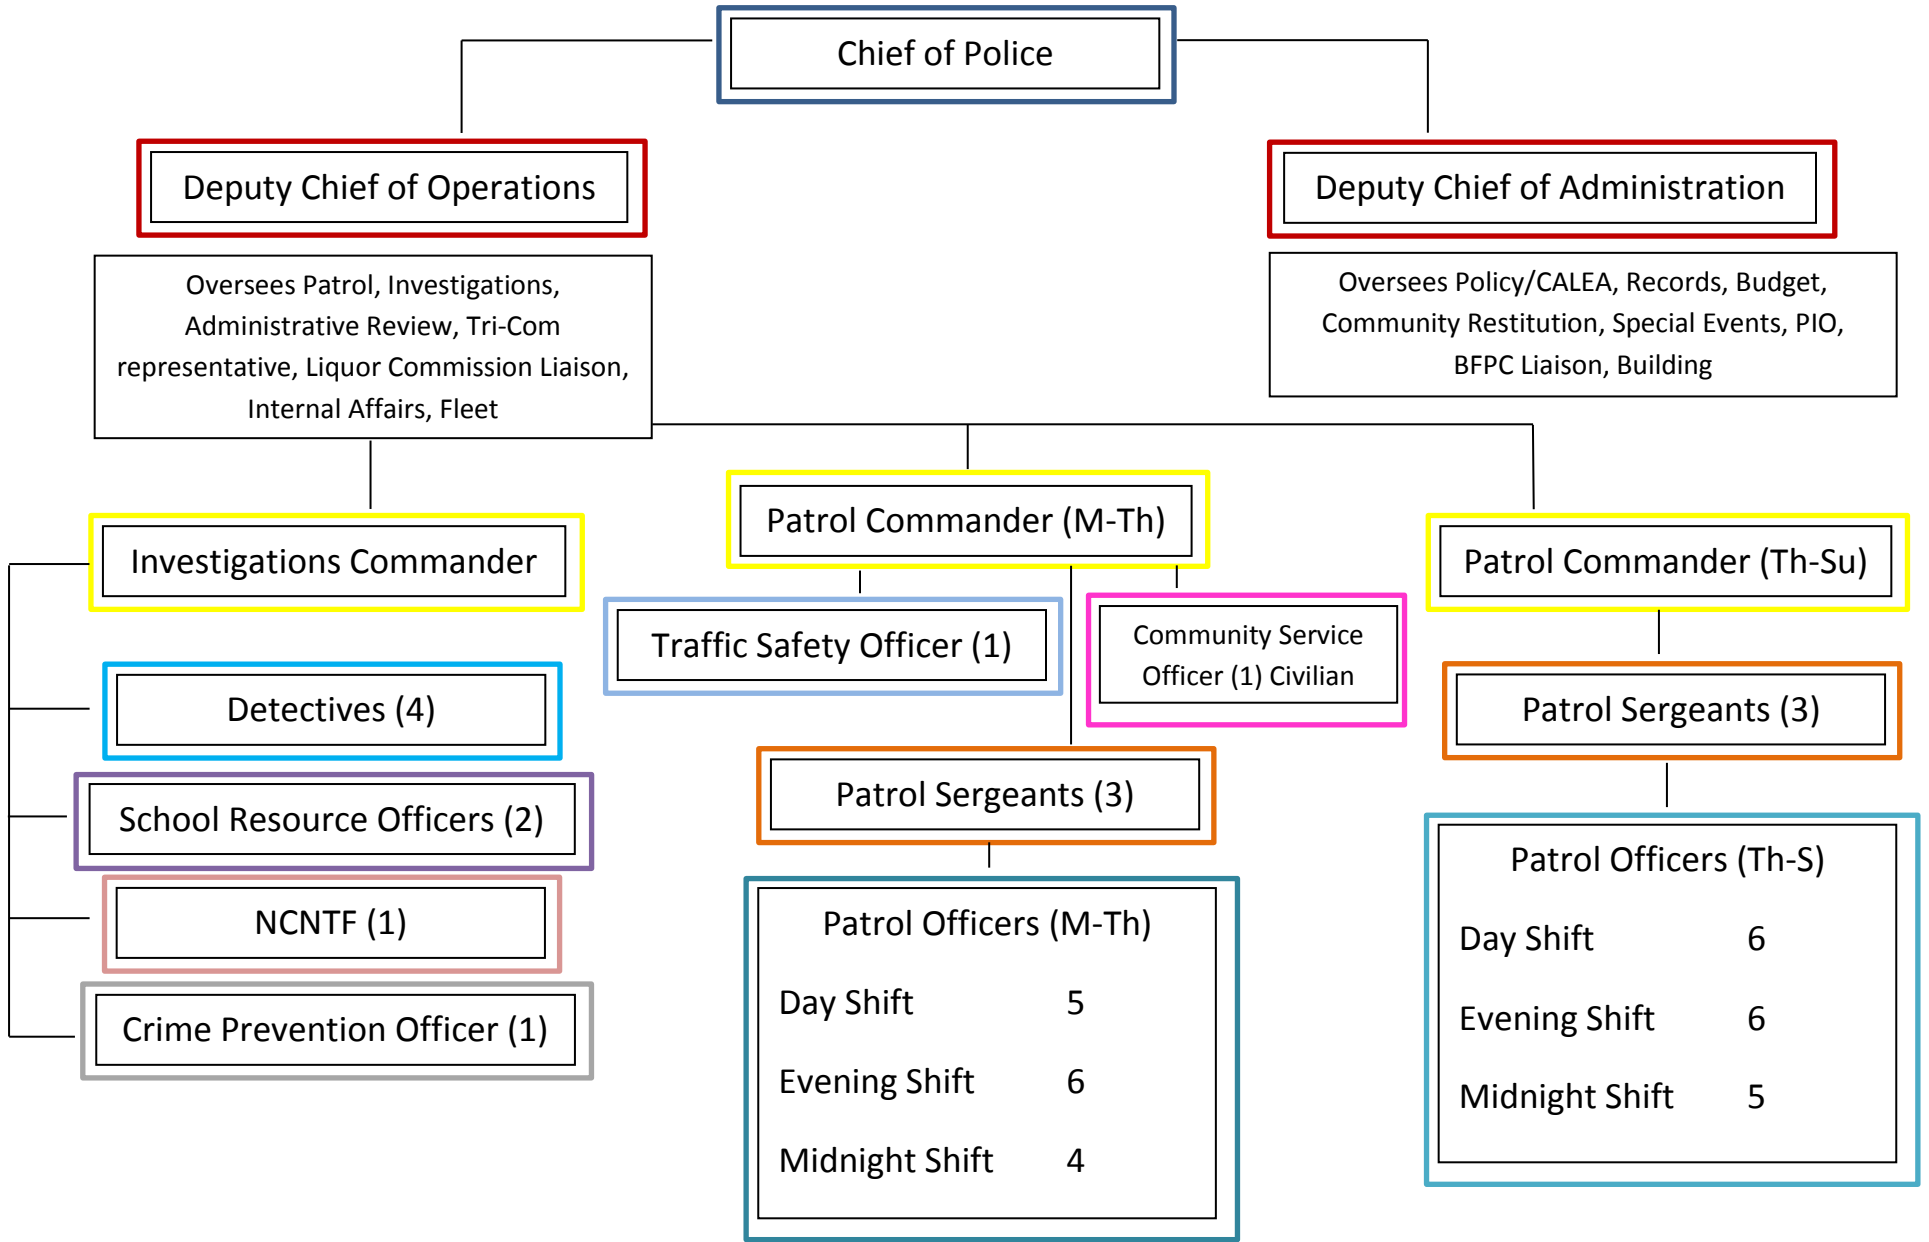 Chief of Police
Deputy Chief of Operations
Deputy Chief of Administration
Oversees Patrol, Investigations,
Administrative Review, Tri-Com
representative, Liquor Commission Liaison,
Internal Affairs, Fleet
Oversees Policy/CALEA, Records, Budget,
Community Restitution, Special Events, PIO,
BFPC Liaison, Building
Investigations Commander
Patrol Commander (M-Th)
Patrol Commander (Th-Su)
Detectives (4)
School Resource Officers (2)
NCNTF (1)
Crime Prevention Officer (1)
Traffic Safety Officer (1)
Community Service
Officer (1) Civilian
Patrol Sergeants (3)
Patrol Officers (M-Th)
Day Shift 5
Evening Shift 6
Midnight Shift 4
Patrol Sergeants (3)
Patrol Officers (Th-S)
Day Shift 6
Evening Shift 6
Midnight Shift 5